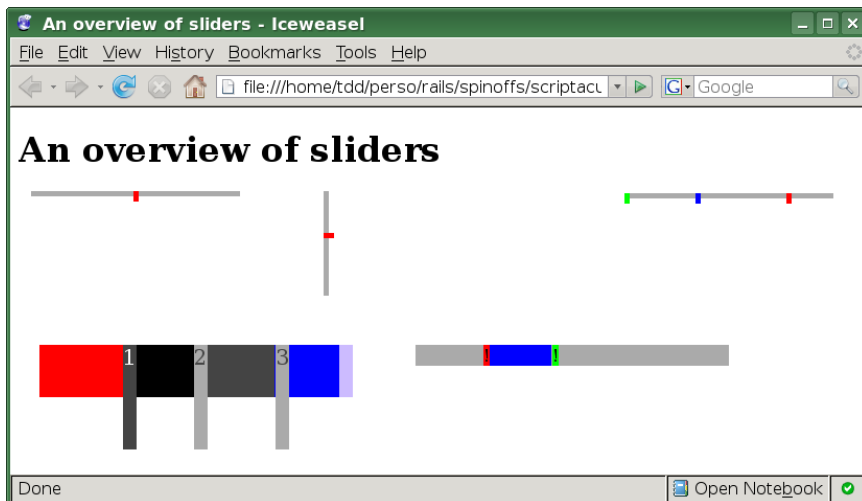 An overview of sliders - Iceweasel
File Edit View History Bookmarks Tools Help
file:///home/tdd/perso/rails/spinoffs/scriptacu
G Google
An overview of sliders
1 2 3 ! !
Done Open Notebook